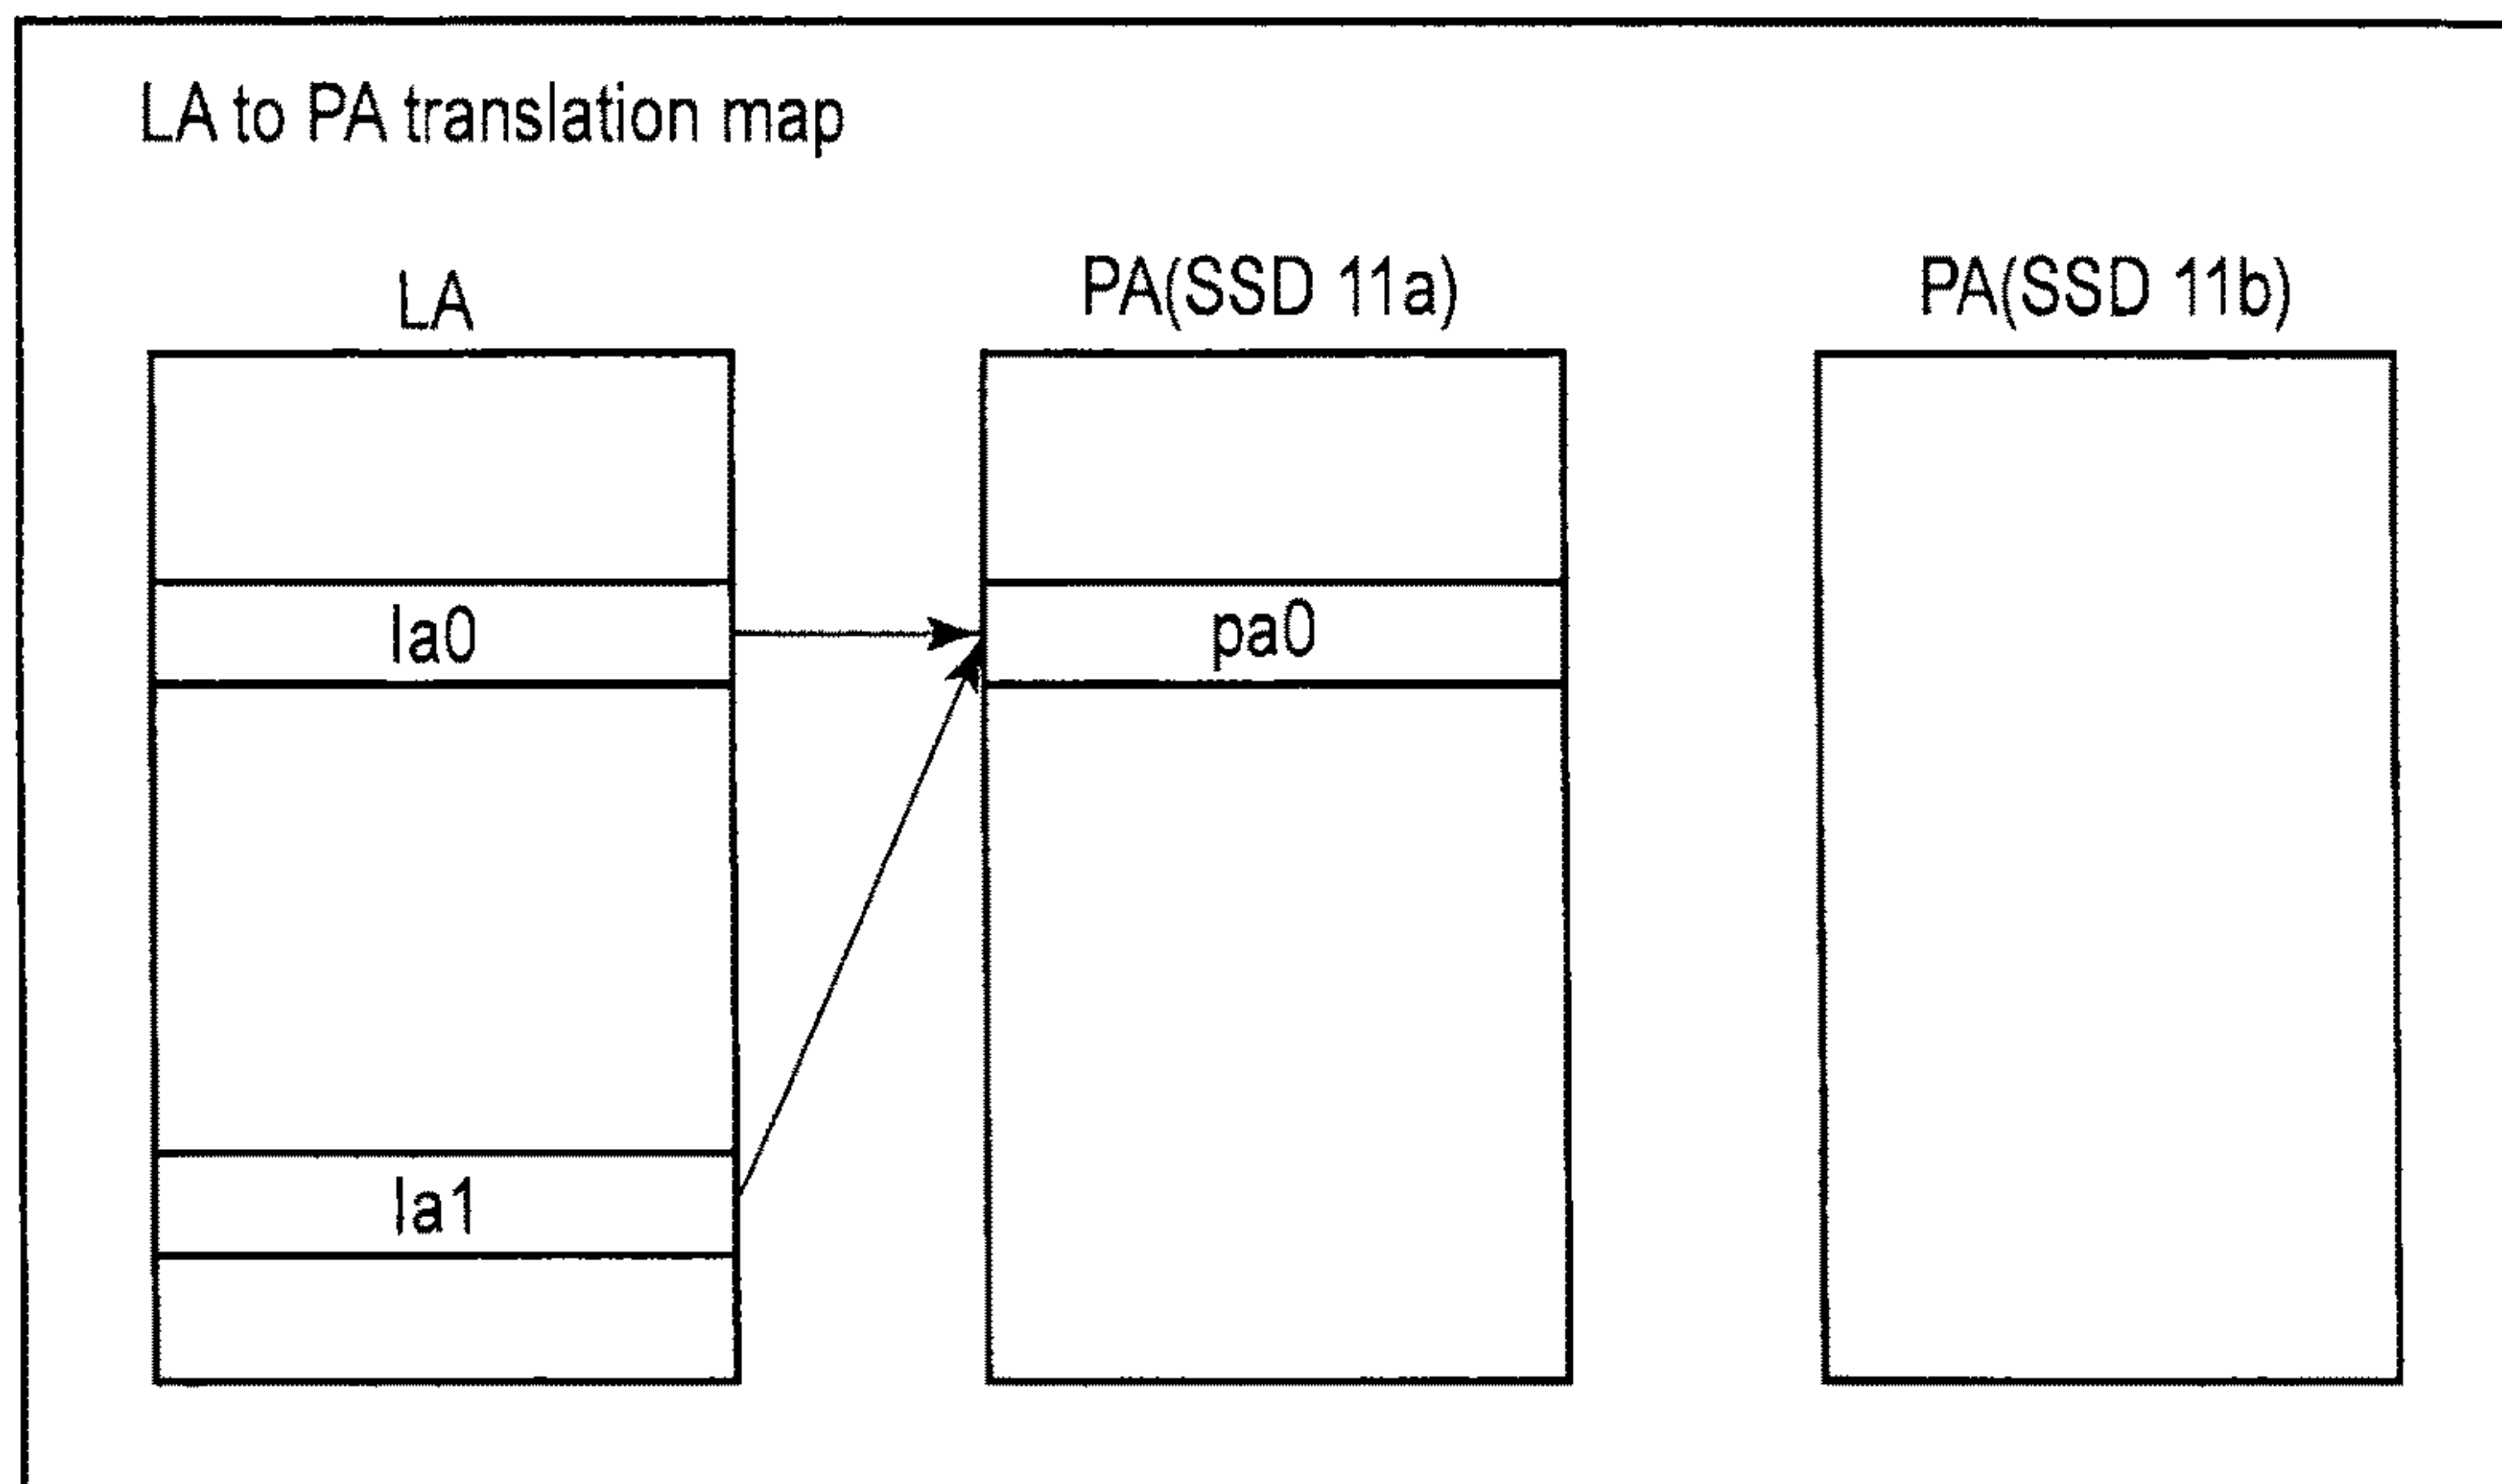 LA to PA translation map
LA
PA(SSD 11a)
PA(SSD 11b)
la0
pa0
la1